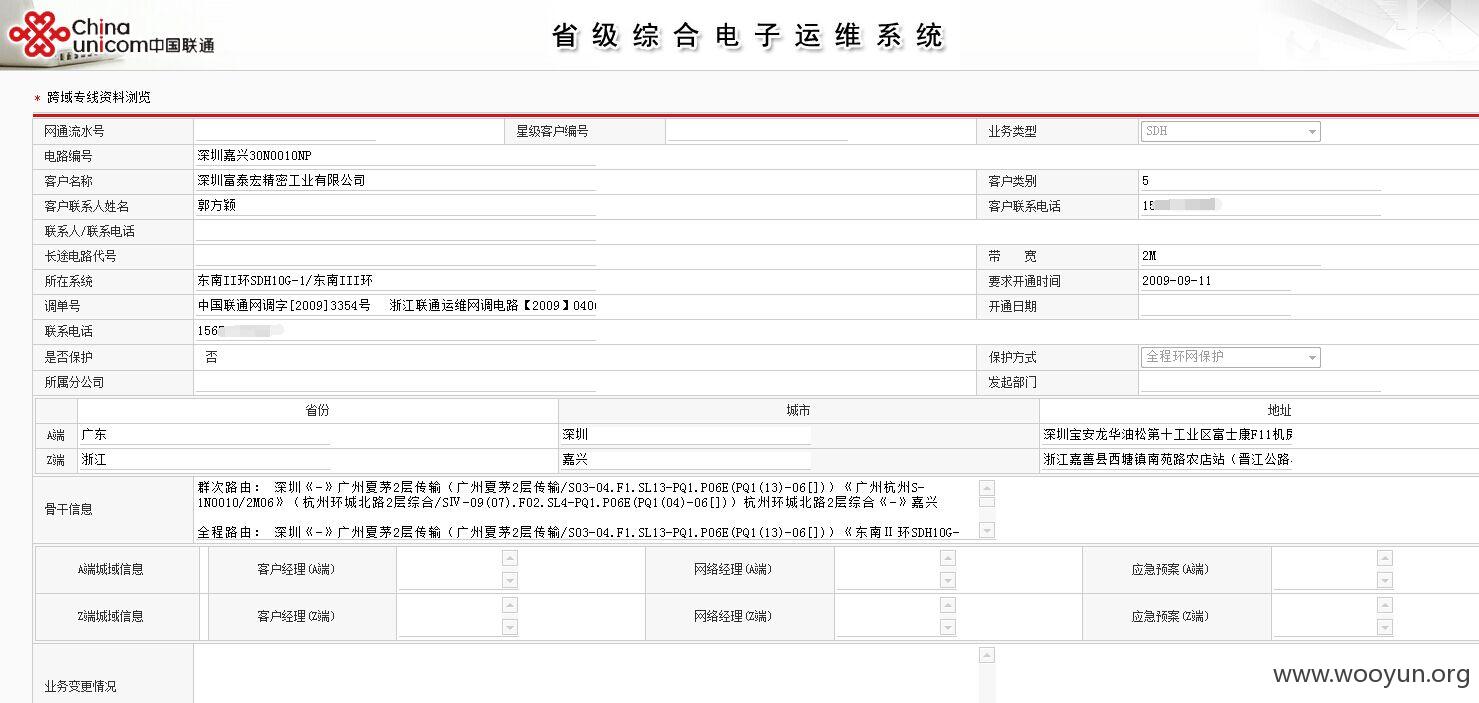 China unicom中国联通
省级综合电子运维系统
* 跨域专线资料浏览
网通流水号 星级客户编号 业务类型 SDH
电路编号 深圳嘉兴30N0010NP
客户名称 深圳富泰宏精密工业有限公司 客户类别 5
客户联系人姓名 郭方颖 客户联系电话 15
联系人/联系电话
长途电路代号 带 宽 2M
所在系统 东南II环SDH10G-1/东南III环 要求开通时间 2009-09-11
调单号 中国联通网调字[2009]3354号 浙江联通运维网调电路【2009】040 开通日期
联系电话 156
是否保护 否 保护方式 全程环网保护
所属分公司 发起部门
省份 城市 地址
A端 广东 深圳 深圳宝安龙华油松第十工业区富士康F11机房
Z端 浙江 嘉兴 浙江嘉善县西塘镇南苑路农店站（晋江公路
骨干信息
群次路由： 深圳《-》广州夏茅2层传输（广州夏茅2层传输/S03-04.F1.SL13-PQ1.P06E(PQ1(13)-06[])）《广州杭州S-
1N0010/2M06》（杭州环城北路2层综合/SIV-09(07).F02.SL4-PQ1.P06E(PQ1(04)-06[])）杭州环城北路2层综合《-》嘉兴
全程路由： 深圳《-》广州夏茅2层传输（广州夏茅2层传输/S03-04.F1.SL13-PQ1.P06E(PQ1(13)-06[])）《东南Ⅱ环SDH10G-
A端城域信息 客户经理(A端) 网络经理(A端) 应急预案(A端)
Z端城域信息 客户经理(Z端) 网络经理(Z端) 应急预案(Z端)
业务变更情况
www.wooyun.org